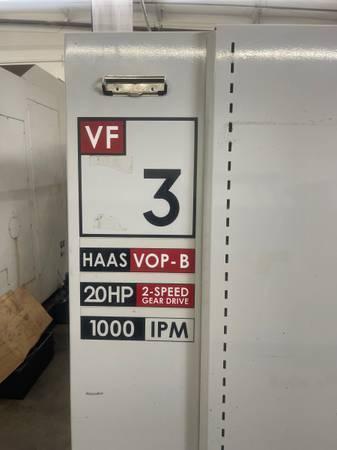 VF
3
HAAS VOP-B
20HP 2-SPEED
GEAR DRIVE
1000 IPM